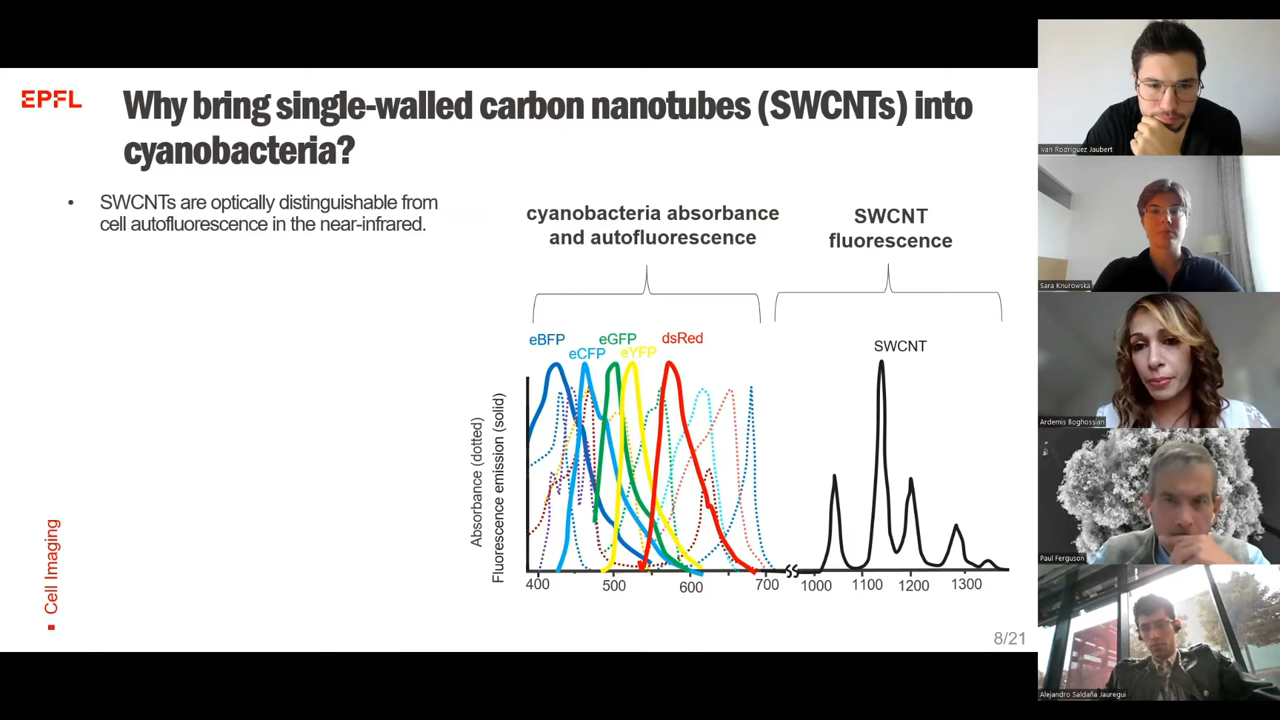 EPFL
Why bring single-walled carbon nanotubes (SWCNTs) into
cyanobacteria?
• SWCNTs are optically distinguishable from
cell autofluorescence in the near-infrared.
cyanobacteria absorbance
and autofluorescence
SWCNT
fluorescence
eBFP
eCFP
eGFP
eYFP
dsRed
SWCNT
Absorbance (dotted)
Fluorescence emission (solid)
400 500 600 700 1000 1100 1200 1300
Cell Imaging
8/21
Ivan Rodriguez Jaubert
Sara Knurowska
Ardemis Boghossian
Paul Ferguson
Alejandro Saldaña Jauregui